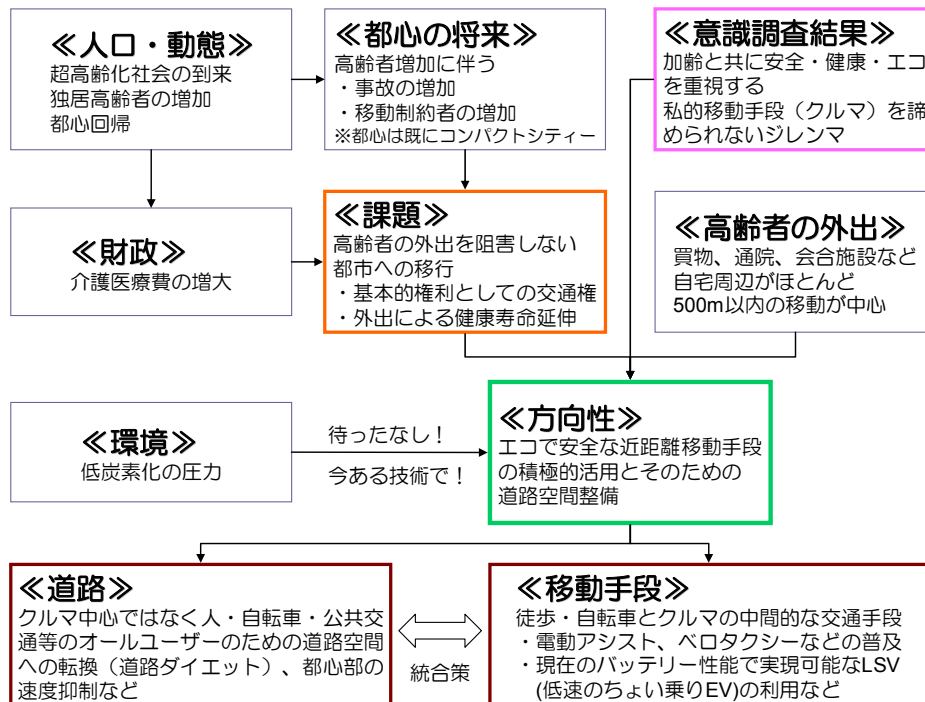 ≪人口・動態≫
超高齢化社会の到来
独居高齢者の増加
都心回帰
≪都心の将来≫
高齢者増加に伴う
・事故の増加
・移動制約者の増加
※都心は既にコンパクトシティー
≪意識調査結果≫
加齢と共に安全・健康・エコ
を重視する
私的移動手段（クルマ）を諦
められないジレンマ
≪財政≫
介護医療費の増大
≪課題≫
高齢者の外出を阻害しない
都市への移行
・基本的権利としての交通権
・外出による健康寿命延伸
≪高齢者の外出≫
買物、通院、会合施設など
自宅周辺がほとんど
500m以内の移動が中心
≪環境≫
低炭素化の圧力
待ったなし！
今ある技術で！
≪方向性≫
エコで安全な近距離移動手段
の積極的活用とそのための
道路空間整備
≪道路≫
クルマ中心ではなく人・自転車・公共交
通等のオールユーザーのための道路空間
への転換（道路ダイエット）、都心部の
速度抑制など
統合策
≪移動手段≫
徒歩・自転車とクルマの中間的な交通手段
・電動アシスト、ベロタクシーなどの普及
・現在のバッテリー性能で実現可能なLSV
(低速のちょい乗りEV)の利用など